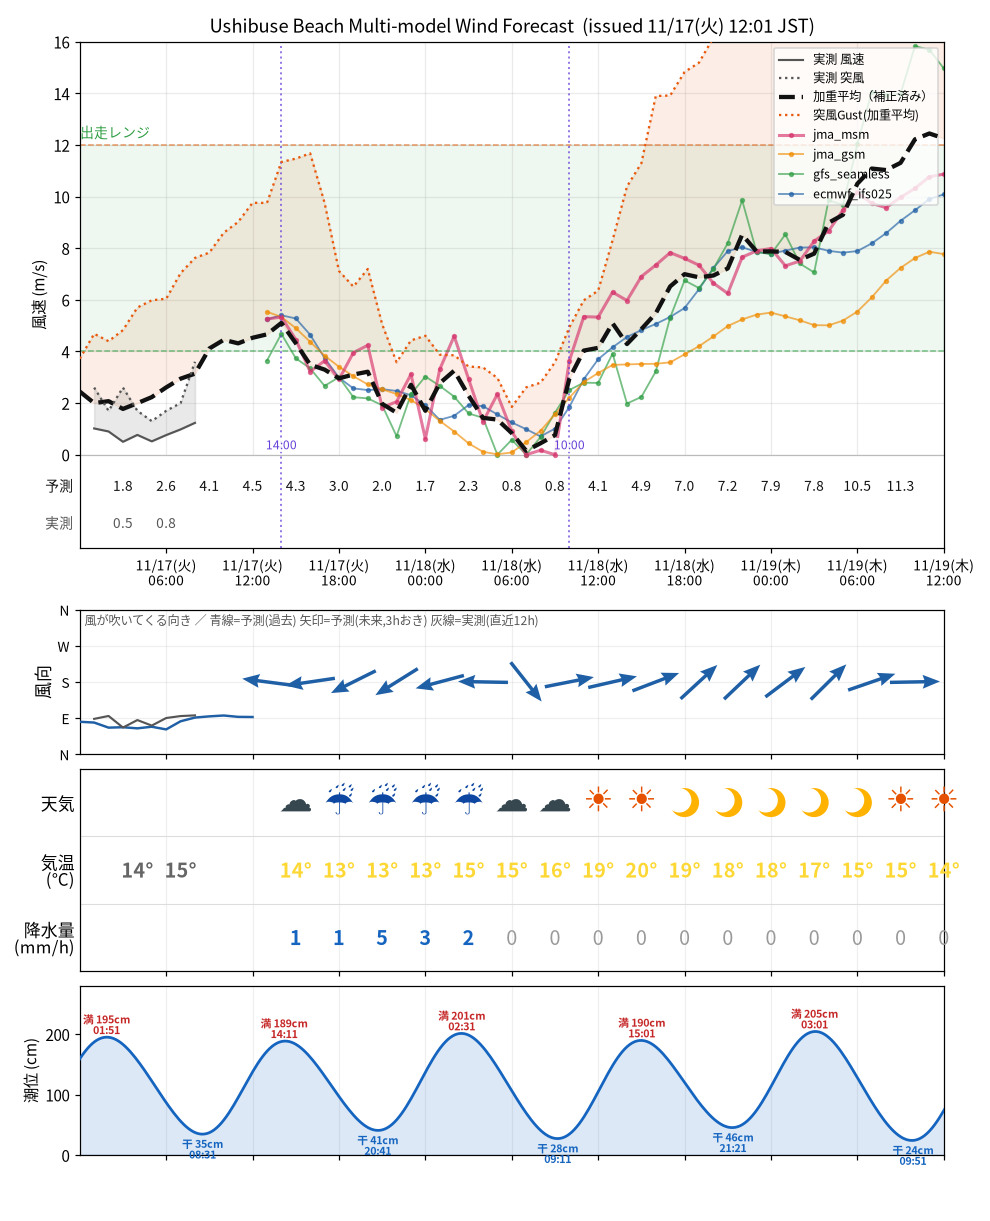 Ushibuse Beach Multi-model Wind Forecast (issued 11/17(火) 12:01 JST)
16
14
12
10
8
6
4
2
0
風速 (m/s)
出走レンジ
実測 風速
実測 突風
加重平均（補正済み）
突風Gust(加重平均)
jma_msm
jma_gsm
gfs_seamless
ecmwf_ifs025
14:00
10:00
予測 1.8 2.6 4.1 4.5 4.3 3.0 2.0 1.7 2.3 0.8 0.8 4.1 4.9 7.0 7.2 7.9 7.8 10.5 11.3
実測 0.5 0.8
11/17(火) 11/17(火) 11/17(火) 11/18(水) 11/18(水) 11/18(水) 11/18(水) 11/19(木) 11/19(木) 11/19(木)
06:00 12:00 18:00 00:00 06:00 12:00 18:00 00:00 06:00 12:00
風向
N
W
S
E
N
風が吹いてくる向き ／ 青線=予測(過去) 矢印=予測(未来,3hおき) 灰線=実測(直近12h)
天気
気温
(°C)
14° 15° 14° 13° 13° 13° 15° 15° 16° 19° 20° 19° 18° 18° 17° 15° 15° 14°
降水量
(mm/h)
1 1 5 3 2 0 0 0 0 0 0 0 0 0 0 0
潮位 (cm)
200
100
0
満 195cm
01:51
干 35cm
08:31
満 189cm
14:11
干 41cm
20:41
満 201cm
02:31
干 28cm
09:11
満 190cm
15:01
干 46cm
21:21
満 205cm
03:01
干 24cm
09:51